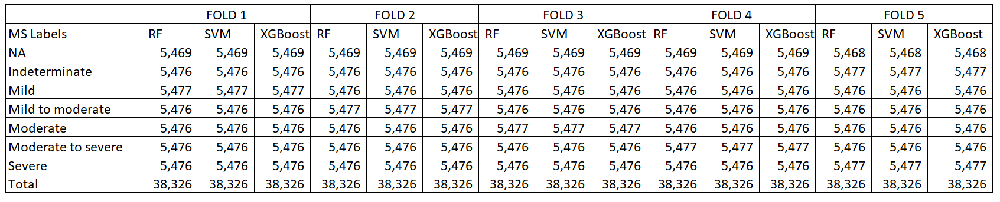 FOLD 1 FOLD 2 FOLD 3 FOLD 4 FOLD 5
MS Labels RF SVM XGBoost RF SVM XGBoost RF SVM XGBoost RF SVM XGBoost RF SVM XGBoost
NA 5,469 5,469 5,469 5,469 5,469 5,469 5,469 5,469 5,469 5,469 5,469 5,469 5,468 5,468 5,468
Indeterminate 5,476 5,476 5,476 5,476 5,476 5,476 5,476 5,476 5,476 5,476 5,476 5,476 5,477 5,477 5,477
Mild 5,477 5,477 5,477 5,476 5,476 5,476 5,476 5,476 5,476 5,476 5,476 5,476 5,476 5,476 5,476
Mild to moderate 5,476 5,476 5,476 5,477 5,477 5,477 5,476 5,476 5,476 5,476 5,476 5,476 5,476 5,476 5,476
Moderate 5,476 5,476 5,476 5,476 5,476 5,476 5,477 5,477 5,477 5,476 5,476 5,476 5,476 5,476 5,476
Moderate to severe 5,476 5,476 5,476 5,476 5,476 5,476 5,476 5,476 5,476 5,477 5,477 5,477 5,476 5,476 5,476
Severe 5,476 5,476 5,476 5,476 5,476 5,476 5,476 5,476 5,476 5,476 5,476 5,476 5,477 5,477 5,477
Total 38,326 38,326 38,326 38,326 38,326 38,326 38,326 38,326 38,326 38,326 38,326 38,326 38,326 38,326 38,326